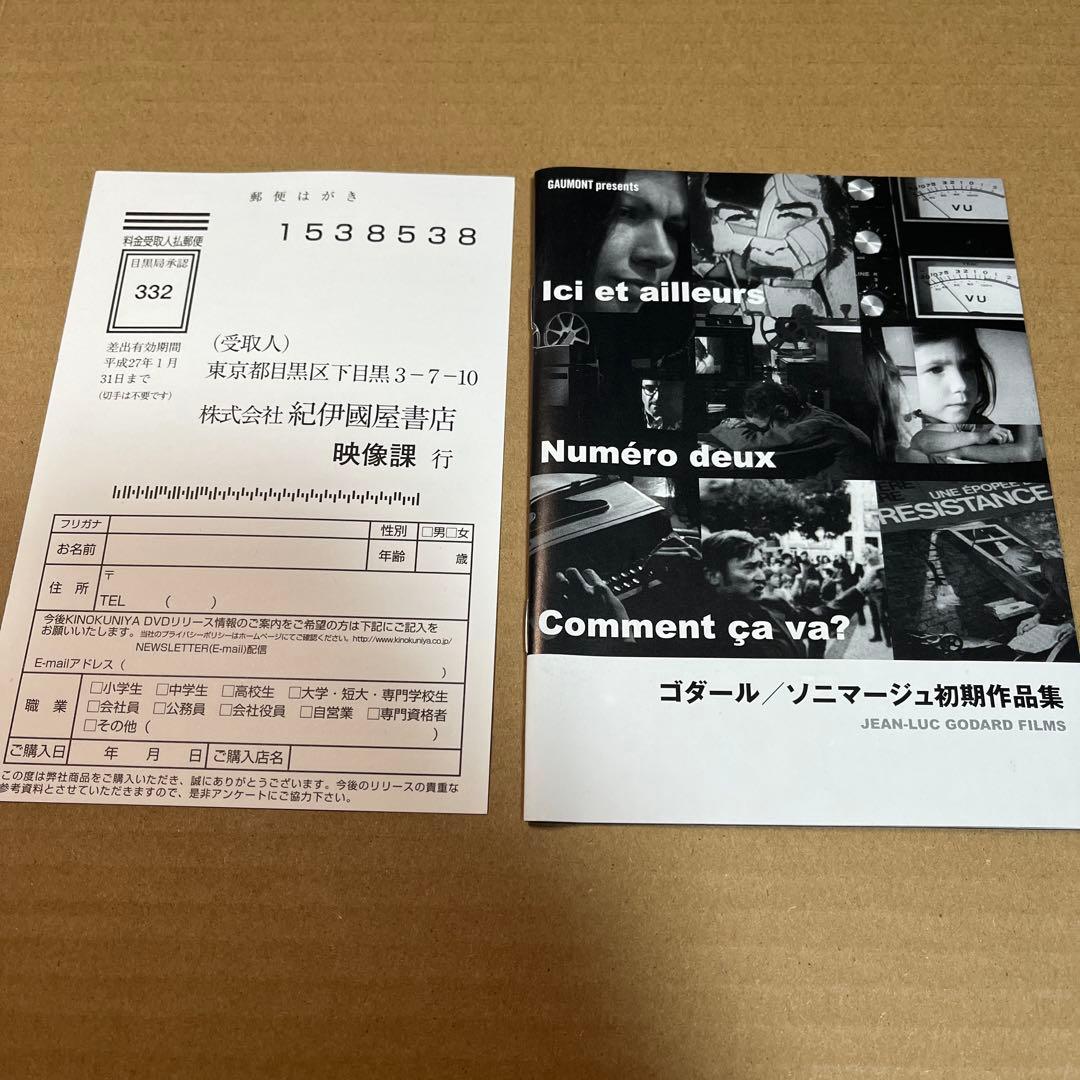 郵便はがき
料金受取人払郵便
1538538
目黒局承認
332
差出有効期間
平成27年1月
31日まで
(切手は不要です)
(受取人)
東京都目黒区下目黒3-7-10
株式会社 紀伊國屋書店
映像課 行
フリガナ
お名前
性別 □男□女
年齢 歳
住所 〒
TEL ( )
今後KINOKUNIYA DVDリリース情報のご案内をご希望の方は下記にご記入を
お願いいたします。当社のプライバシーポリシーはホームページにてご確認ください。http://www.kinokuniya.co.jp/
NEWSLETTER(E-mail)配信
E-mailアドレス ( )
職業 □小学生 □中学生 □高校生 □大学・短大・専門学校生
□会社員 □公務員 □会社役員 □自営業 □専門資格者
□その他 ( )
ご購入日 年 月 日 ご購入店名
この度は弊社商品をご購入いただき、誠にありがとうございます。今後のリリースの貴重な
参考資料とさせていただきますので、是非アンケートにご協力下さい。
GAUMONT presents
VU
VU
Ici et ailleurs
Numéro deux
UNE ÉPOPÉE
RESISTANCE
Comment ça va?
ゴダール/ソニマージュ初期作品集
JEAN-LUC GODARD FILMS